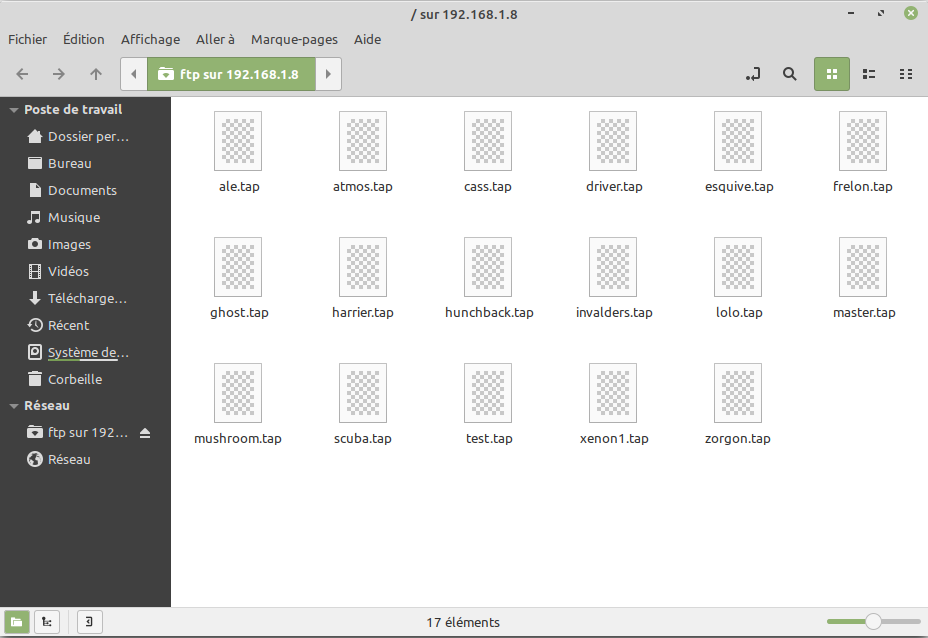 / sur 192.168.1.8
Fichier Édition Affichage Aller à Marque-pages Aide
ftp sur 192.168.1.8
Poste de travail
Dossier per...
Bureau
Documents
Musique
Images
Vidéos
Télécharge...
Récent
Système de...
Corbeille
Réseau
ftp sur 192...
Réseau
ale.tap atmos.tap cass.tap driver.tap esquive.tap frelon.tap
ghost.tap harrier.tap hunchback.tap invalders.tap lolo.tap master.tap
mushroom.tap scuba.tap test.tap xenon1.tap zorgon.tap
17 éléments